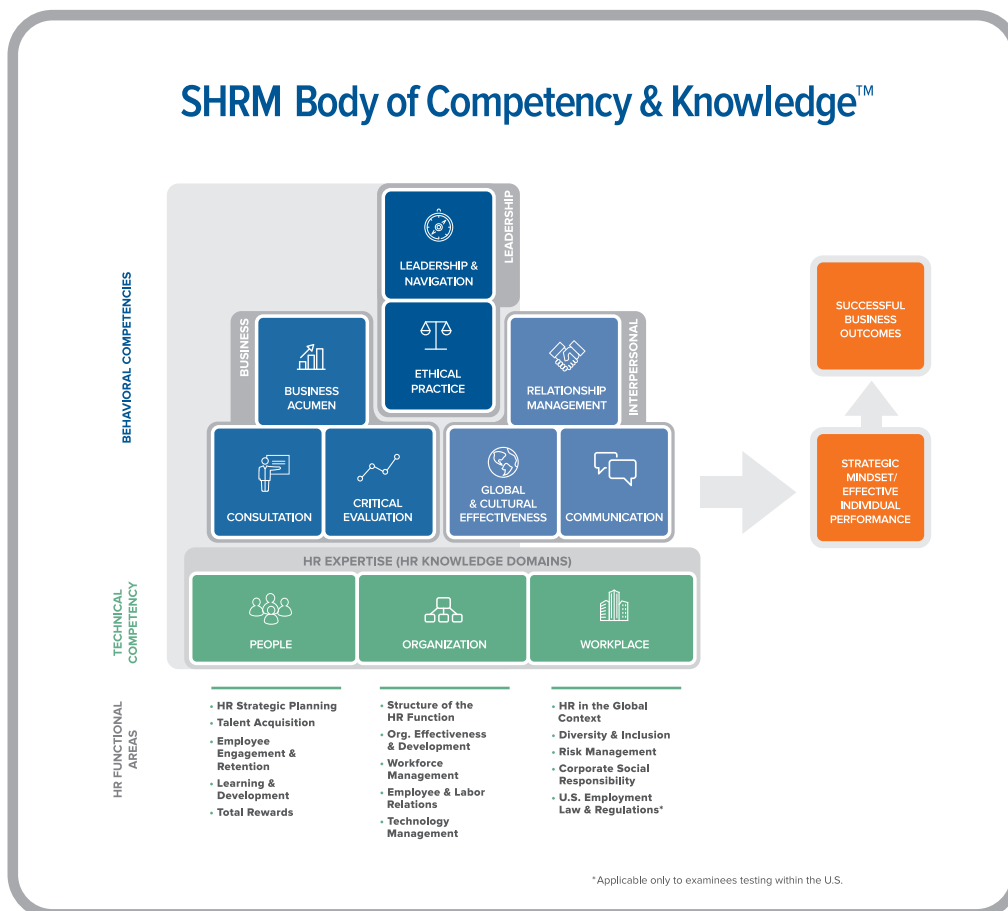 SHRM Body of Competency & Knowledge™
BEHAVIORAL COMPETENCIES
LEADERSHIP
LEADERSHIP &
NAVIGATION
ETHICAL
PRACTICE
BUSINESS
BUSINESS
ACUMEN
CONSULTATION
CRITICAL
EVALUATION
INTERPERSONAL
RELATIONSHIP
MANAGEMENT
GLOBAL
& CULTURAL
EFFECTIVENESS
COMMUNICATION
SUCCESSFUL
BUSINESS
OUTCOMES
STRATEGIC
MINDSET/
EFFECTIVE
INDIVIDUAL
PERFORMANCE
TECHNICAL
COMPETENCY
HR EXPERTISE (HR KNOWLEDGE DOMAINS)
PEOPLE
ORGANIZATION
WORKPLACE
HR FUNCTIONAL
AREAS
• HR Strategic Planning
• Talent Acquisition
• Employee
Engagement &
Retention
• Learning &
Development
• Total Rewards
• Structure of the
HR Function
• Org. Effectiveness
& Development
• Workforce
Management
• Employee & Labor
Relations
• Technology
Management
• HR in the Global
Context
• Diversity & Inclusion
• Risk Management
• Corporate Social
Responsibility
• U.S. Employment
Law & Regulations*
*Applicable only to examinees testing within the U.S.